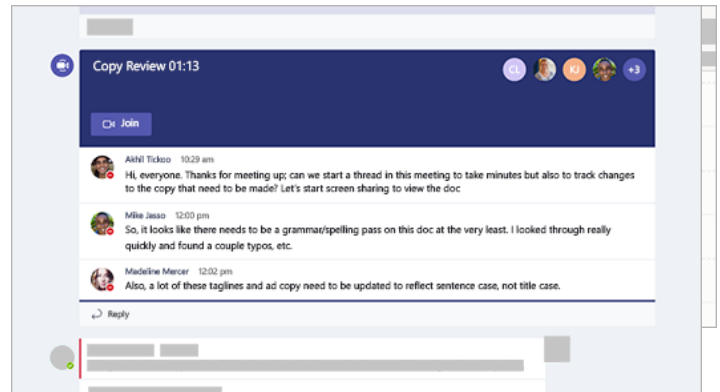 Copy Review 01:13
CL
KJ
+3
Join
Akhil Tickoo 10:29 am
Hi, everyone. Thanks for meeting up; can we start a thread in this meeting to take minutes but also to track changes
to the copy that need to be made? Let's start screen sharing to view the doc
Mike Jasso 12:00 pm
So, it looks like there needs to be a grammar/spelling pass on this doc at the very least. I looked through really
quickly and found a couple typos, etc.
Madeline Mercer 12:02 pm
Also, a lot of these taglines and ad copy need to be updated to reflect sentence case, not title case.
Reply